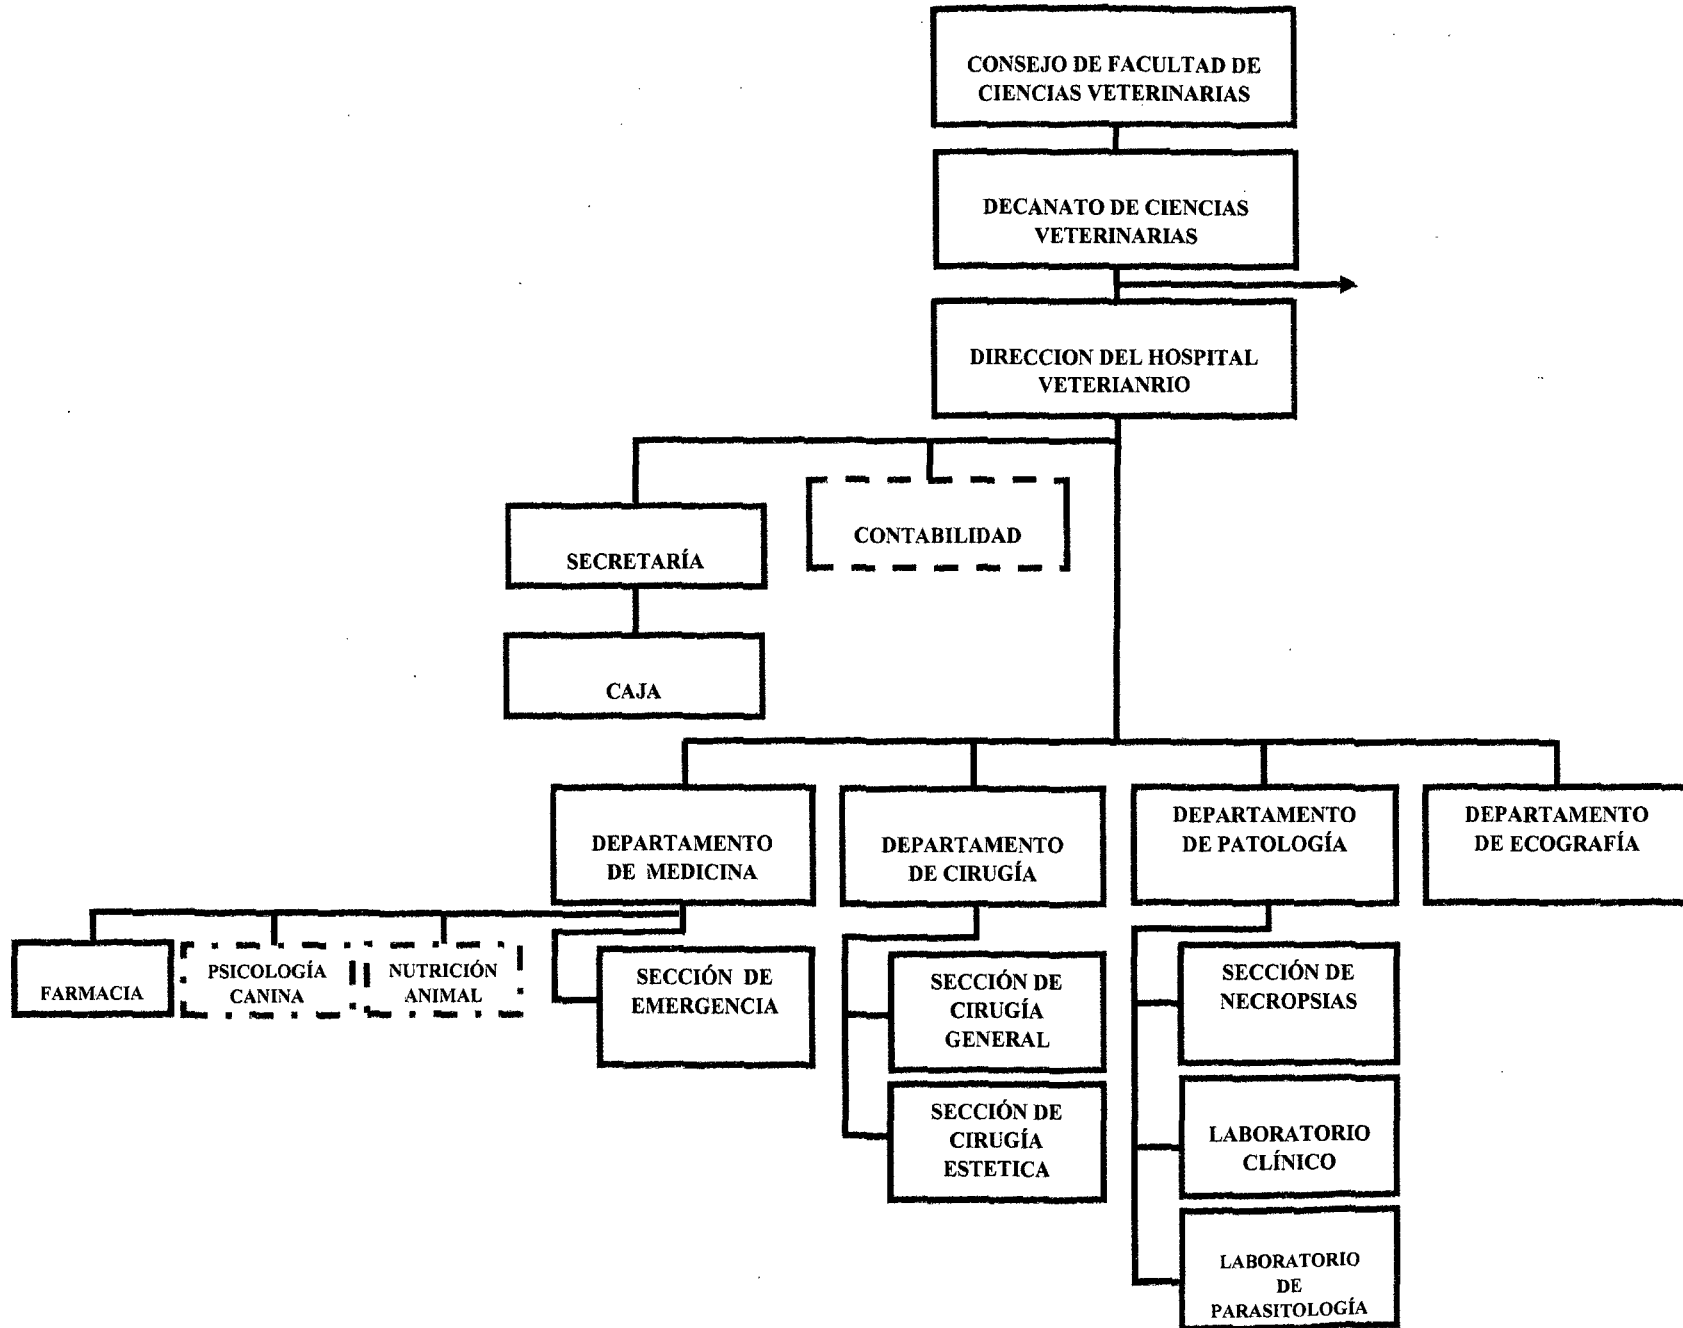 CONSEJO DE FACULTAD DE
CIENCIAS VETERINARIAS
DECANATO DE CIENCIAS
VETERINARIAS
DIRECCION DEL HOSPITAL
VETERIANRIO
CONTABILIDAD
SECRETARÍA
CAJA
DEPARTAMENTO
DE MEDICINA
DEPARTAMENTO
DE CIRUGÍA
DEPARTAMENTO
DE PATOLOGÍA
DEPARTAMENTO
DE ECOGRAFÍA
FARMACIA
PSICOLOGÍA
CANINA
NUTRICIÓN
ANIMAL
SECCIÓN DE
EMERGENCIA
SECCIÓN DE
CIRUGÍA
GENERAL
SECCIÓN DE
CIRUGÍA
ESTETICA
SECCIÓN DE
NECROPSIAS
LABORATORIO
CLÍNICO
LABORATORIO
DE
PARASITOLOGÍA